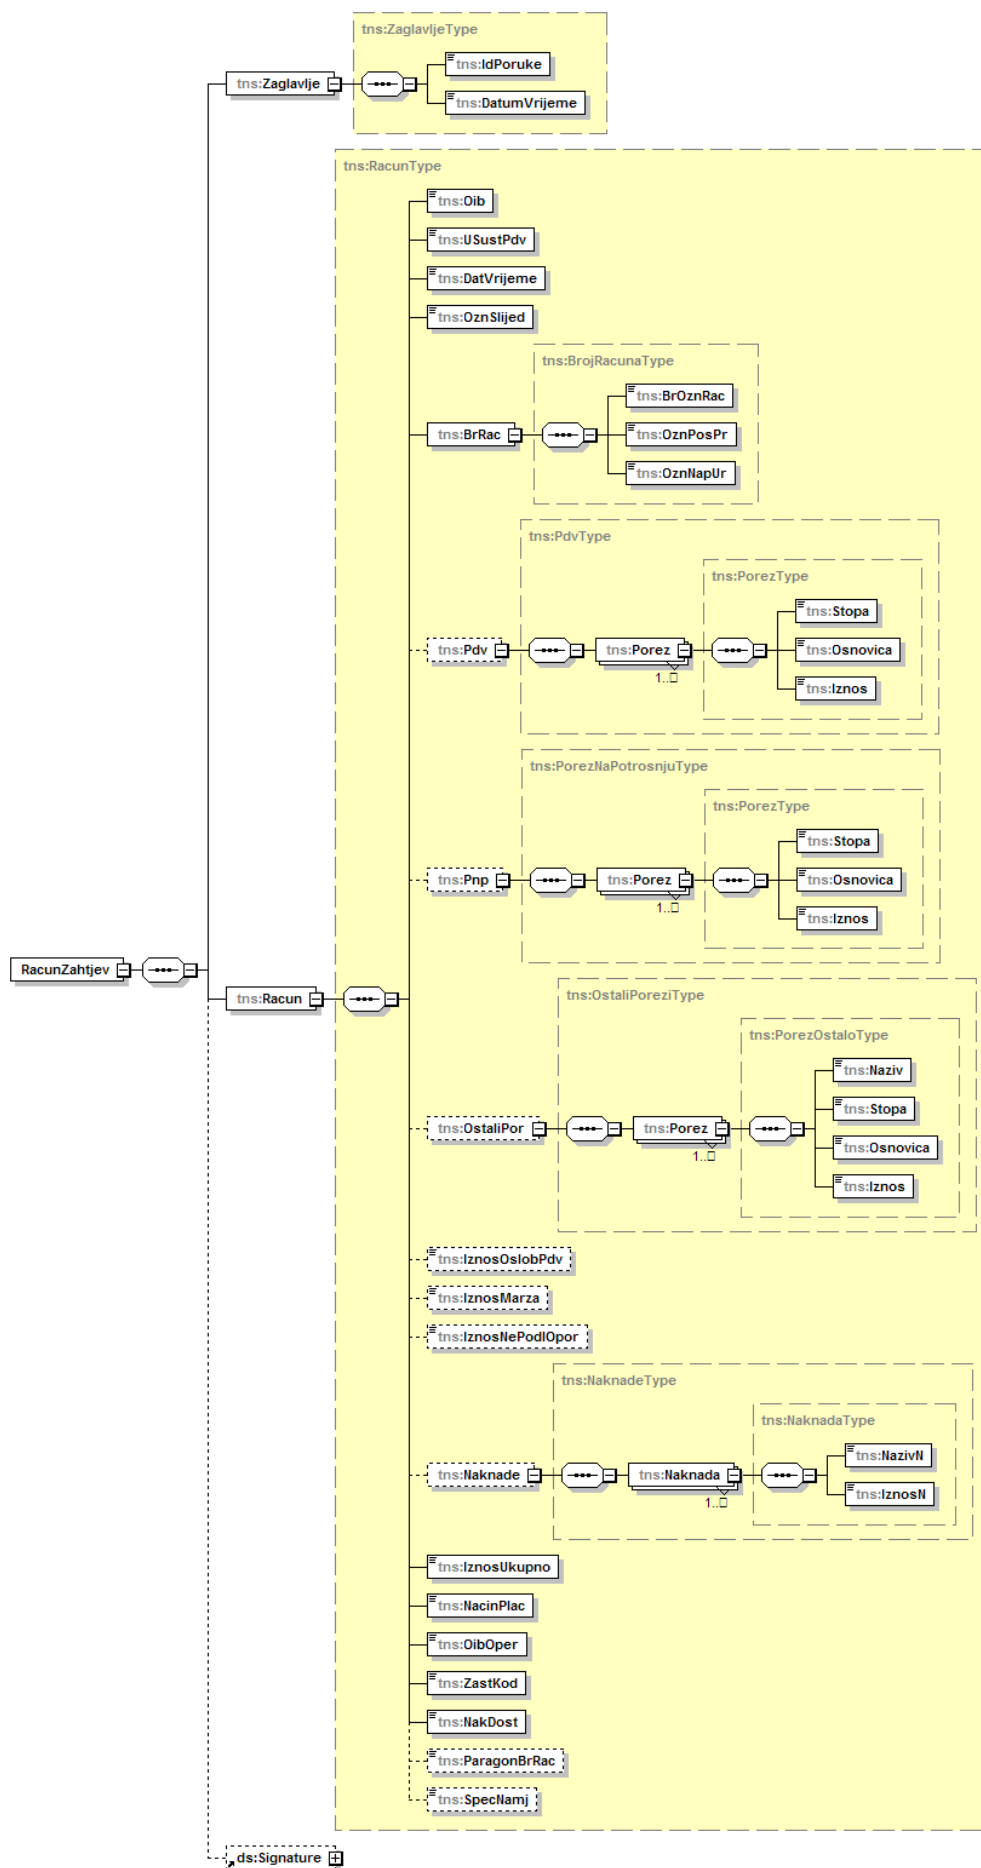 tns:ZaglavljeType
tns:IdPoruke
tns:Zaglavlje
tns:DatumVrijeme
tns:RacunType
tns:Oib
tns:USustPdv
tns:DatVrijeme
tns:OznSlijed
tns:BrojRacunaType
tns:BrOznRac
tns:BrRac
tns:OznPosPr
tns:OznNapUr
tns:PdvType
tns:PorezType
tns:Stopa
tns:Pdv
tns:Porez
tns:Osnovica
1..
tns:Iznos
tns:PorezNaPotrosnjuType
tns:PorezType
tns:Stopa
tns:Pnp
tns:Porez
tns:Osnovica
1..
tns:Iznos
RacunZahtjev
tns:Racun
tns:OstaliPoreziType
tns:PorezOstaloType
tns:Naziv
tns:Stopa
tns:OstaliPor
tns:Porez
tns:Osnovica
1..
tns:Iznos
tns:IznosOslobPdv
tns:IznosMarza
tns:IznosNePodlOpor
tns:NaknadeType
tns:NaknadaType
tns:NazivN
tns:Naknade
tns:Naknada
tns:IznosN
1..
tns:IznosUkupno
tns:NacinPlac
tns:OibOper
tns:ZastKod
tns:NakDost
tns:ParagonBrRac
tns:SpecNamj
ds:Signature